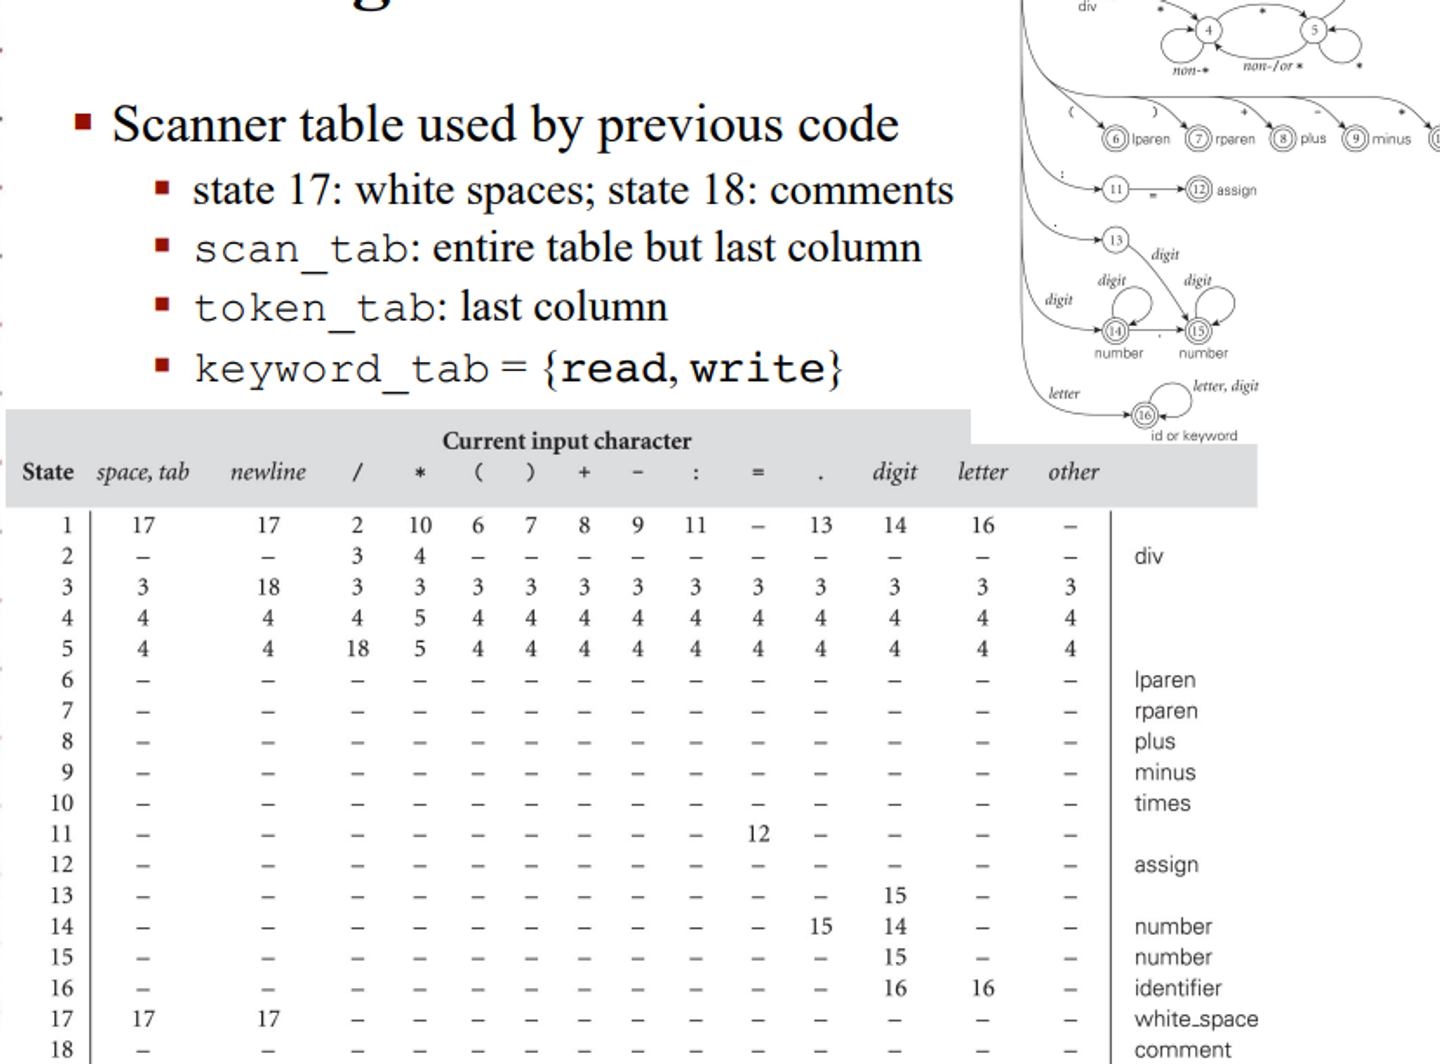 Scanner table used by previous code
state 17: white spaces; state 18: comments
scan_tab: entire table but last column
token_tab: last column
keyword_tab = {read, write}
div
* * 
4 5
non-* non-/or * *
( ) + - *
6 lparen 7 rparen 8 plus 9 minus
:
11 = 12 assign
.
13
digit
digit digit digit
14 . 15
number number
letter letter, digit
16
id or keyword
Current input character
State space, tab newline / * ( ) + - : = . digit letter other
1 17 17 2 10 6 7 8 9 11 – 13 14 16 –
2 – – 3 4 – – – – – – – – – – div
3 3 18 3 3 3 3 3 3 3 3 3 3 3 3
4 4 4 4 5 4 4 4 4 4 4 4 4 4 4
5 4 4 18 5 4 4 4 4 4 4 4 4 4 4
6 – – – – – – – – – – – – – – lparen
7 – – – – – – – – – – – – – – rparen
8 – – – – – – – – – – – – – – plus
9 – – – – – – – – – – – – – – minus
10 – – – – – – – – – – – – – – times
11 – – – – – – – – – 12 – – – –
12 – – – – – – – – – – – – – – assign
13 – – – – – – – – – – – 15 – –
14 – – – – – – – – – – 15 14 – – number
15 – – – – – – – – – – – 15 – – number
16 – – – – – – – – – – – 16 16 – identifier
17 17 17 – – – – – – – – – – – – white_space
18 – – – – – – – – – – – – – – comment